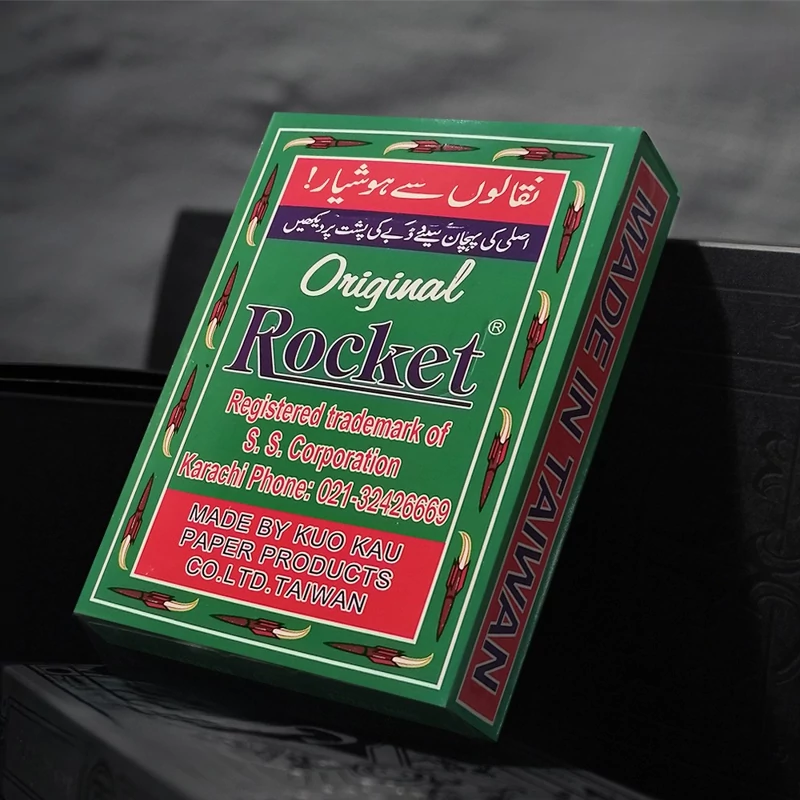 نقالوں سے ہوشیار!
اصلی کی پہچان کیلئے ڈبے کی پشت پر دیکھیں
Original
Rocket®
Registered trademark of
S. S. Corporation
Karachi Phone: 021-32426669
MADE BY KUO KAU
PAPER PRODUCTS
CO.LTD.TAIWAN
MADE IN TAIWAN